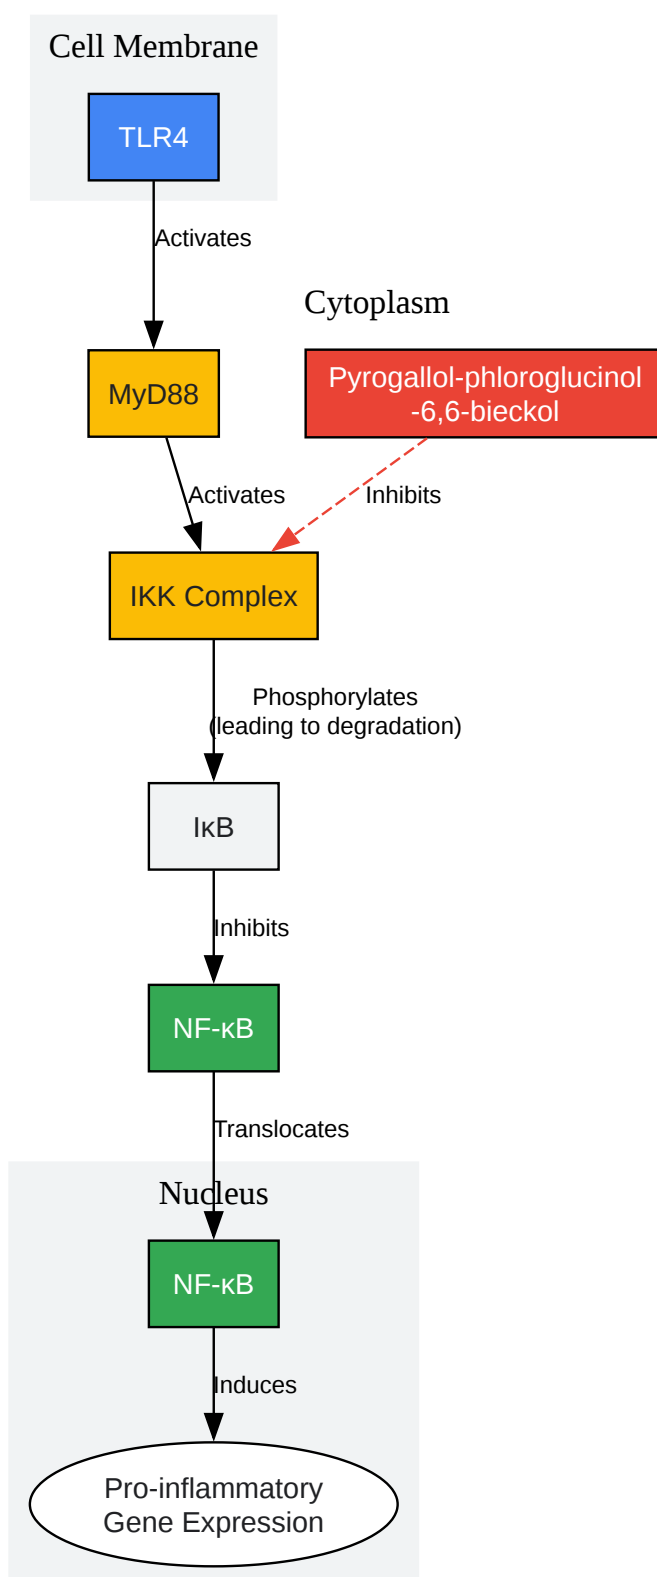 Cell Membrane
TLR4
Activates
Cytoplasm
MyD88
Pyrogallol-phloroglucinol
-6,6-bieckol
Activates
Inhibits
IKK Complex
Phosphorylates
(leading to degradation)
IκB
Inhibits
NF-κB
Translocates
Nucleus
NF-κB
Induces
Pro-inflammatory
Gene Expression